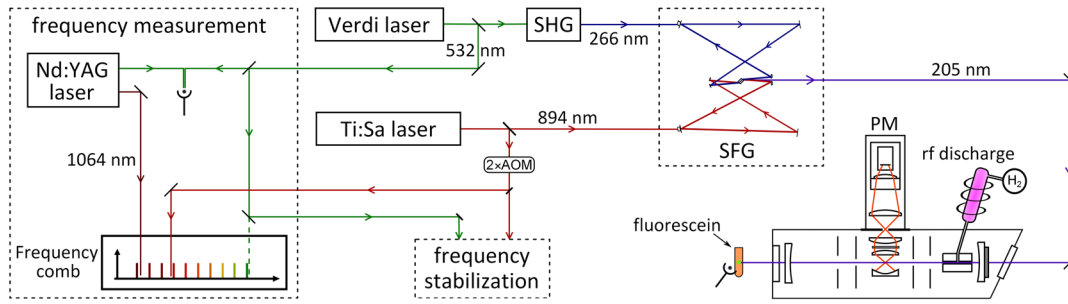 frequency measurement
Nd:YAG
laser
1064 nm
Frequency
comb
Verdi laser
532 nm
SHG
266 nm
Ti:Sa laser
894 nm
2×AOM
frequency
stabilization
SFG
205 nm
PM
rf discharge
H₂
fluorescein